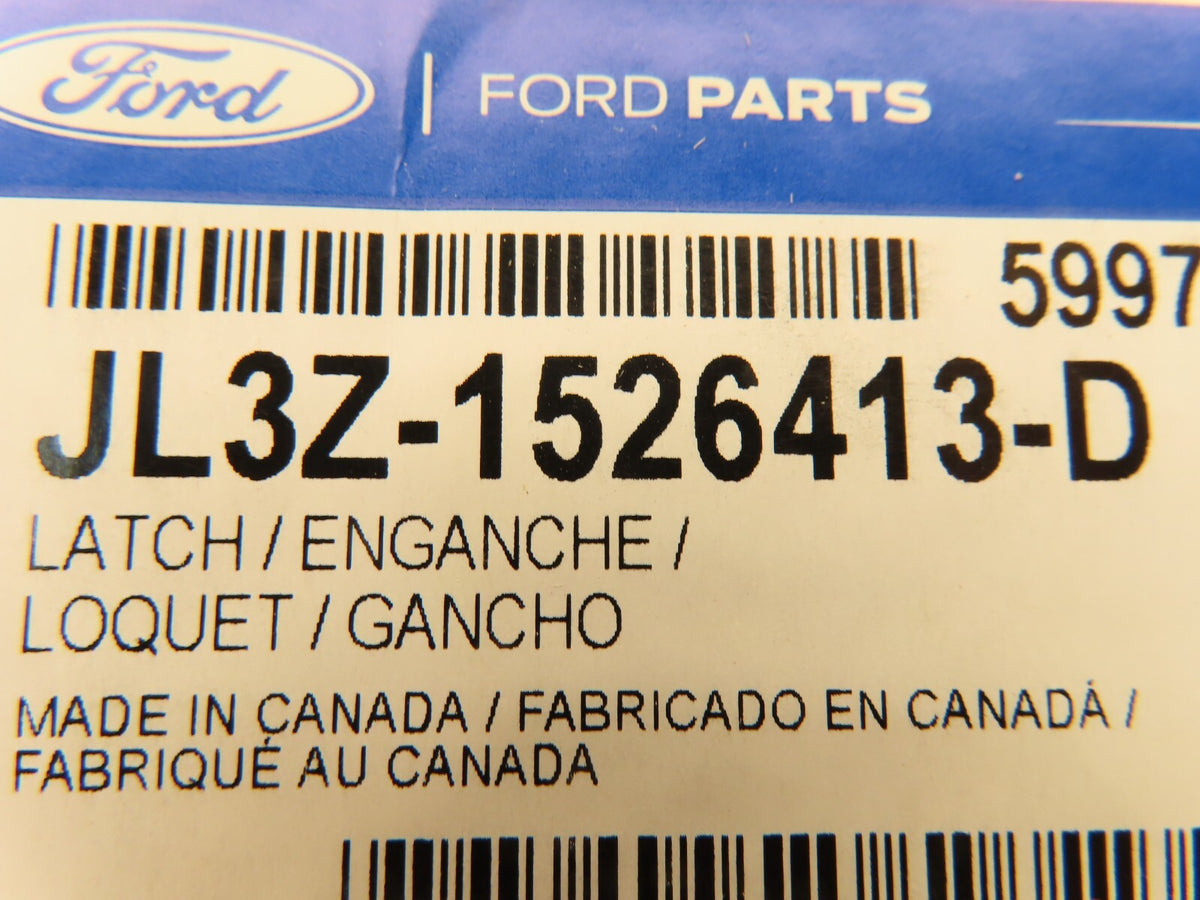 Ford | FORD PARTS
5997
JL3Z-1526413-D
LATCH / ENGANCHE /
LOQUET / GANCHO
MADE IN CANADA / FABRICADO EN CANADÁ /
FABRIQUÉ AU CANADA